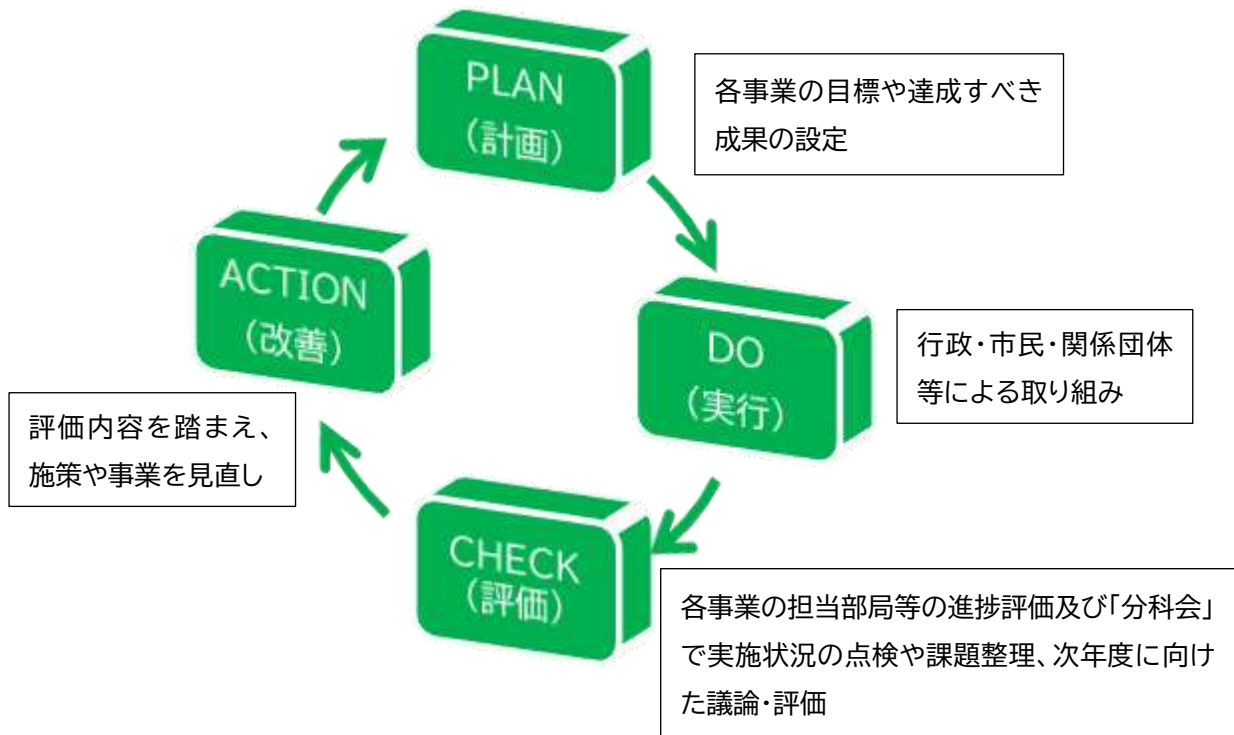 PLAN
(計画)
各事業の目標や達成すべき
成果の設定
DO
(実行)
行政・市民・関係団体
等による取り組み
CHECK
(評価)
各事業の担当部局等の進捗評価及び「分科会」
で実施状況の点検や課題整理、次年度に向け
た議論・評価
ACTION
(改善)
評価内容を踏まえ、
施策や事業を見直し